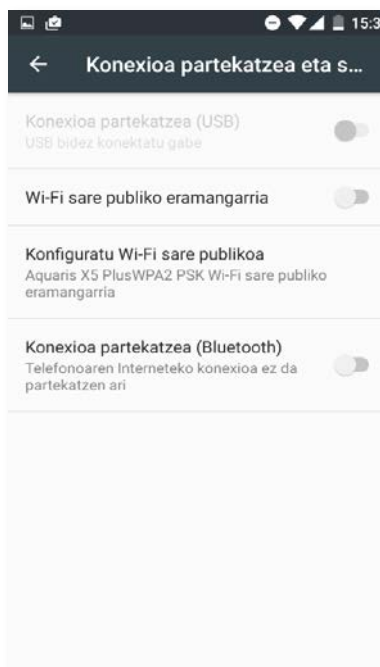 15:3
Konexioa partekatzea eta s...
Konexioa partekatzea (USB)
USB bidez konektatu gabe
Wi-Fi sare publiko eramangarria
Konfiguratu Wi-Fi sare publikoa
Aquaris X5 PlusWPA2 PSK Wi-Fi sare publiko
eramangarria
Konexioa partekatzea (Bluetooth)
Telefonoaren Interneteko konexioa ez da
partekatzen ari